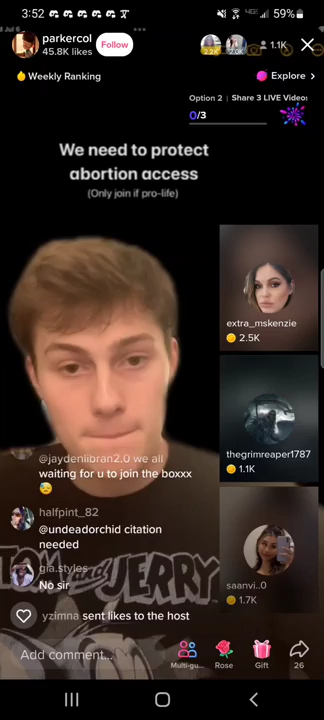 3:52
59%
parkercol
45.8K likes
Follow
1.1K
Weekly Ranking
Explore >
Option 2 | Share 3 LIVE Videos
0/3
We need to protect
abortion access
(Only join if pro-life)
extra_mskenzie
2.5K
thegrimreaper1787
1.1K
saanvi..0
1.7K
@jaydenlibran2.0 we all
waiting for u to join the boxxx
halfpint_82
@undeadorchid citation
needed
gia.styles
No sir
TOM and JERRY
yzimna sent likes to the host
Add comment...
Multi-gu...
Rose
Gift
26